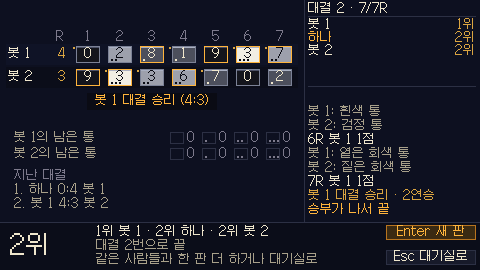 대결 2 · 7/7R
봇 1 1위
하나 2위
봇 2 2위
R 1 2 3 4 5 6 7
봇 1 4 0 2 8 1 9 3 7
봇 2 3 9 3 3 6 7 0 2
봇 1 대결 승리 (4:3)
봇 1의 남은 통 0 0 0 0
봇 2의 남은 통 0 0 0 0
지난 대결
1. 하나 0:4 봇 1
2. 봇 1 4:3 봇 2
봇 1: 흰색 통
봇 2: 검정 통
6R 봇 1 1점
봇 1: 옅은 회색 통
봇 2: 짙은 회색 통
7R 봇 1 1점
봇 1 대결 승리 · 2연승
승부가 나서 끝
2위
1위 봇 1 · 2위 하나 · 2위 봇 2
대결 2번으로 끝
같은 사람들과 한 판 더 하거나 대기실로
Enter 새 판
Esc 대기실로